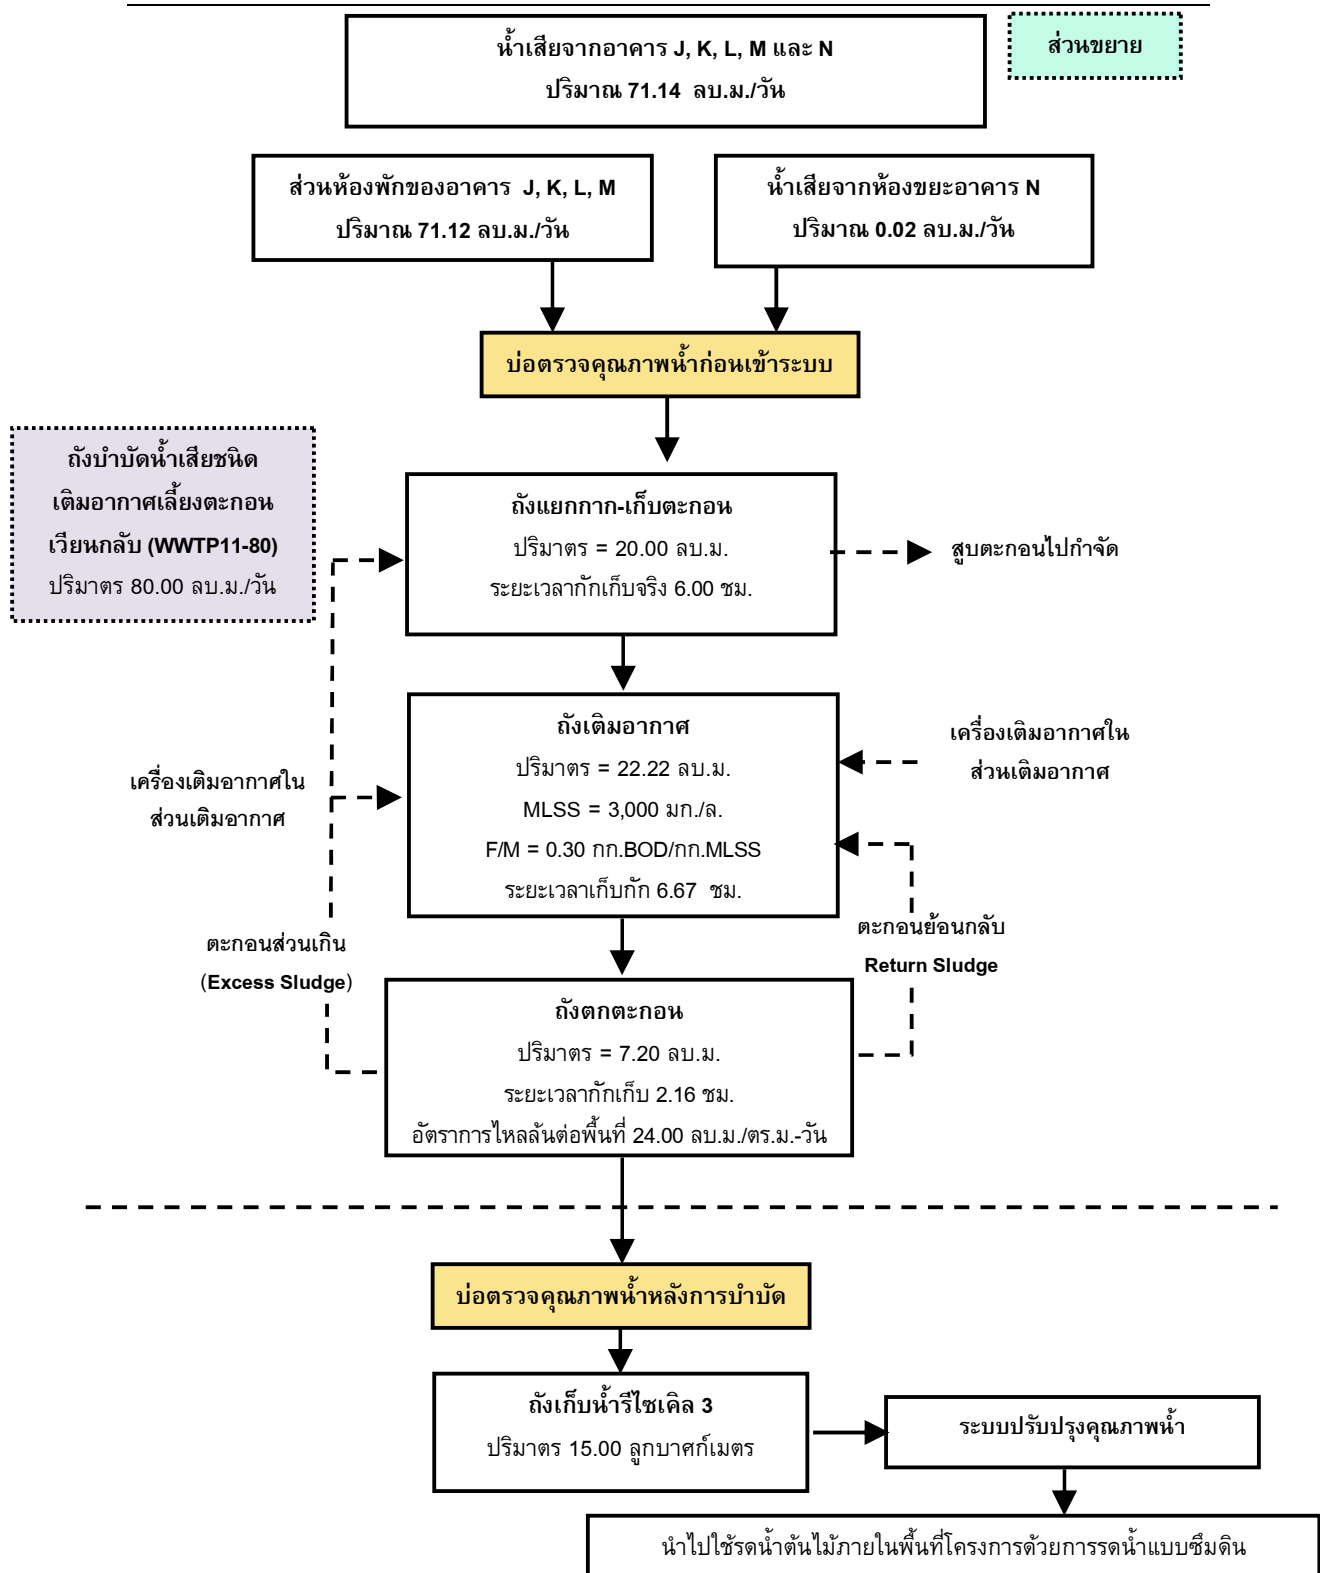 น้ำเสียจากอาคาร J, K, L, M และ N
ปริมาณ 71.14 ลบ.ม./วัน
ส่วนขยาย
ส่วนห้องพักของอาคาร J, K, L, M
ปริมาณ 71.12 ลบ.ม./วัน
น้ำเสียจากห้องขยะอาคาร N
ปริมาณ 0.02 ลบ.ม./วัน
บ่อตรวจคุณภาพน้ำก่อนเข้าระบบ
ถังบำบัดน้ำเสียชนิด
เติมอากาศเลี้ยงตะกอน
เวียนกลับ (WWTP11-80)
ปริมาตร 80.00 ลบ.ม./วัน
ถังแยกกาก-เก็บตะกอน
ปริมาตร = 20.00 ลบ.ม.
ระยะเวลากักเก็บจริง 6.00 ชม.
สูบตะกอนไปกำจัด
ถังเติมอากาศ
ปริมาตร = 22.22 ลบ.ม.
MLSS = 3,000 มก./ล.
F/M = 0.30 กก.BOD/กก.MLSS
ระยะเวลาเก็บกัก 6.67 ชม.
เครื่องเติมอากาศใน
ส่วนเติมอากาศ
เครื่องเติมอากาศใน
ส่วนเติมอากาศ
ตะกอนส่วนเกิน
(Excess Sludge)
ตะกอนย้อนกลับ
Return Sludge
ถังตกตะกอน
ปริมาตร = 7.20 ลบ.ม.
ระยะเวลากักเก็บ 2.16 ชม.
อัตราการไหลล้นต่อพื้นที่ 24.00 ลบ.ม./ตร.ม.-วัน
บ่อตรวจคุณภาพน้ำหลังการบำบัด
ถังเก็บน้ำรีไซเคิล 3
ปริมาตร 15.00 ลูกบาศก์เมตร
ระบบปรับปรุงคุณภาพน้ำ
นำไปใช้รดน้ำต้นไม้ภายในพื้นที่โครงการด้วยการรดน้ำแบบซึมดิน